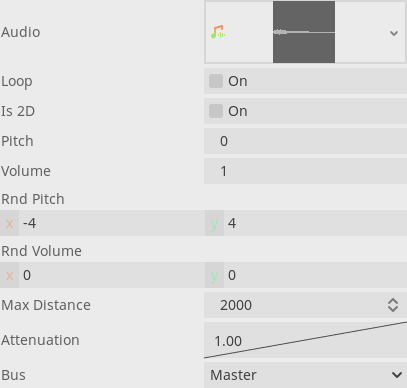 Audio
Loop On
Is 2D On
Pitch 0
Volume 1
Rnd Pitch
x -4 y 4
Rnd Volume
x 0 y 0
Max Distance 2000
Attenuation 1.00
Bus Master